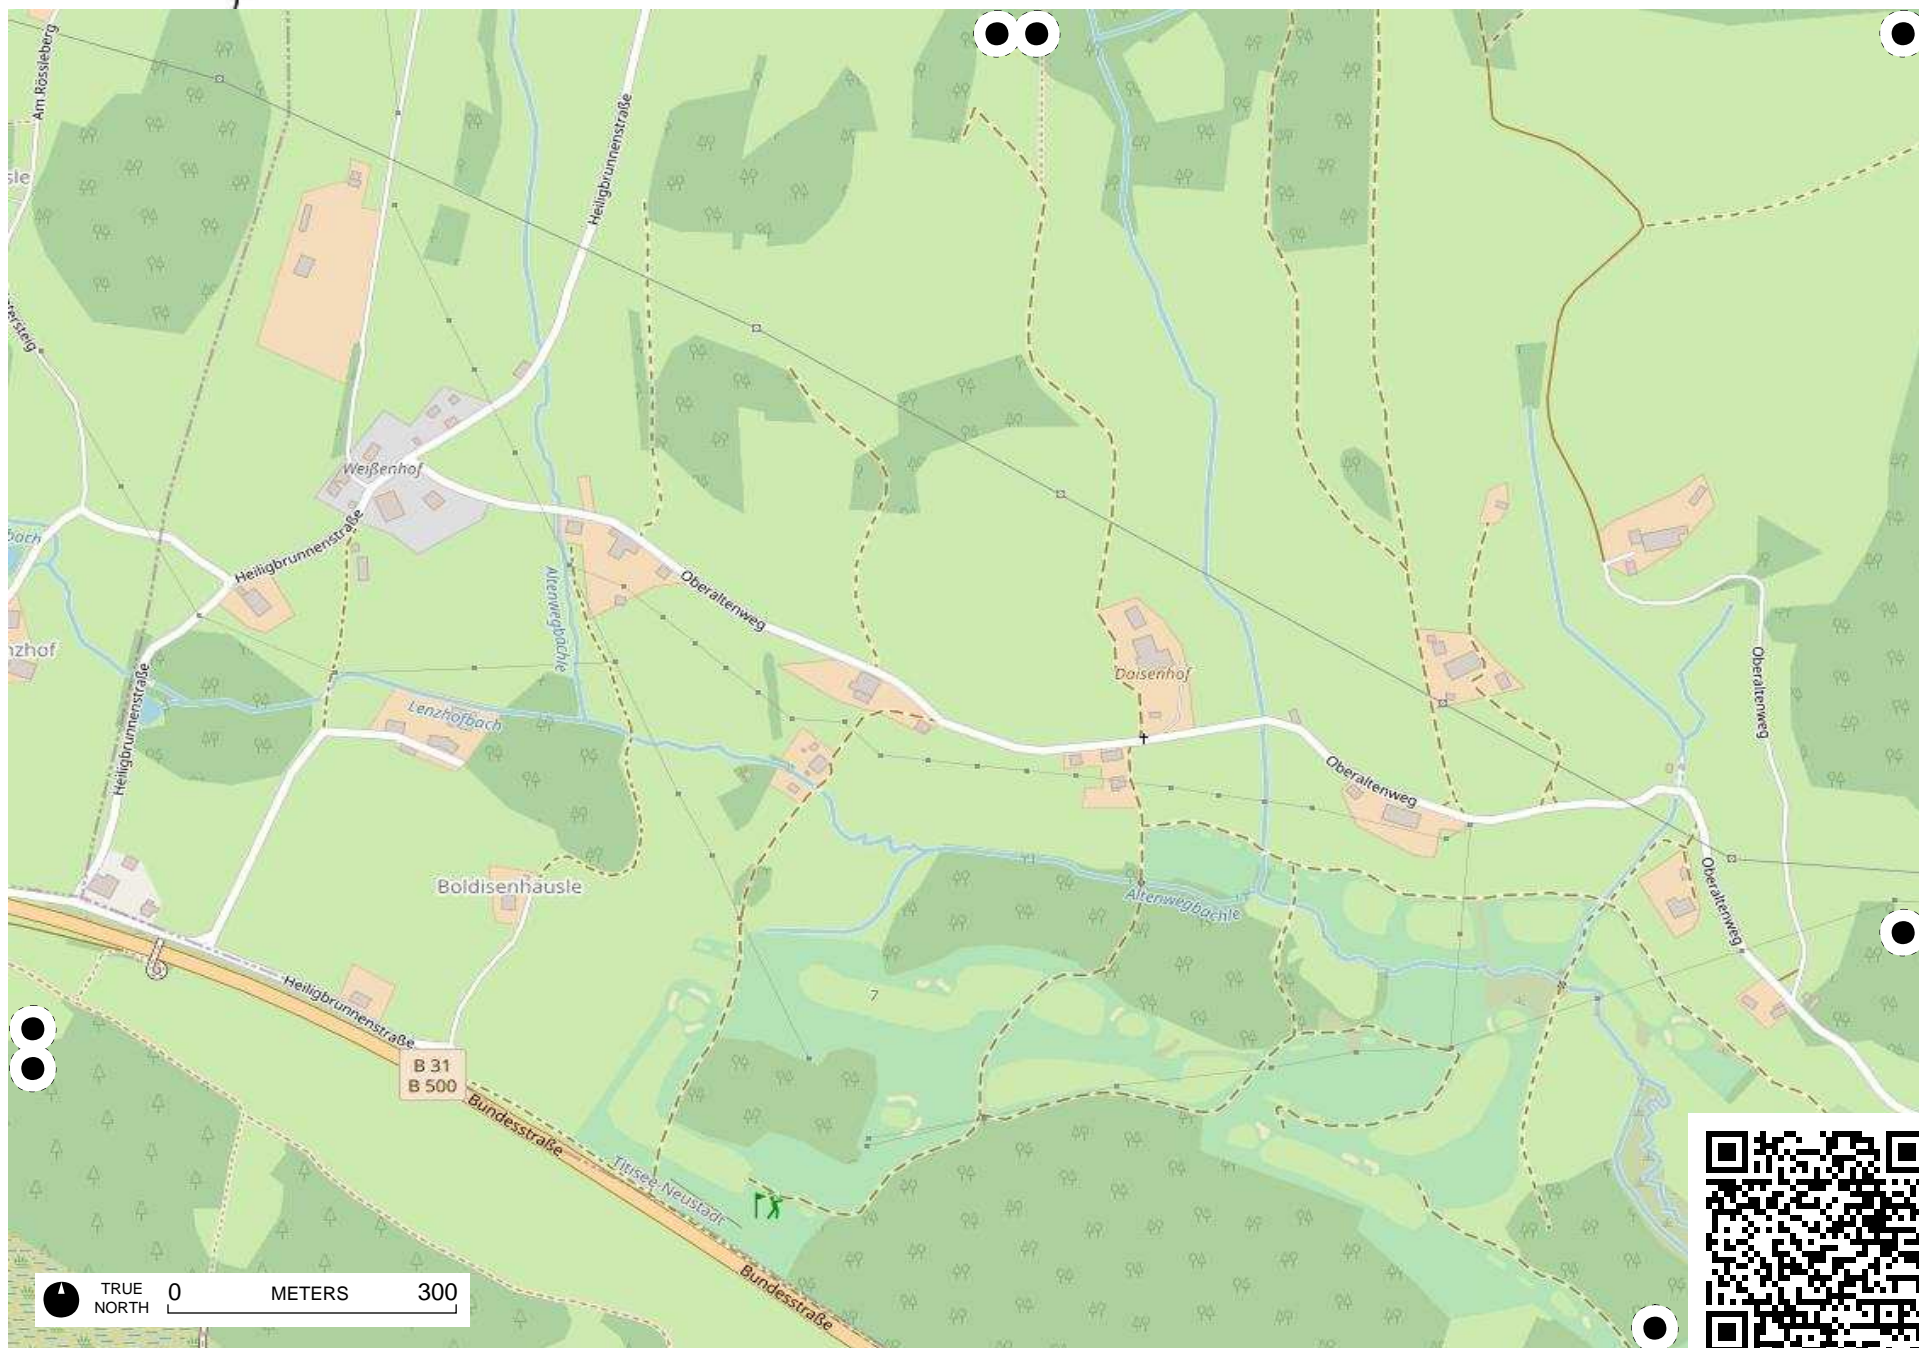 Am Rössleberg
Heiligbrunnenstraße
Weißenhof
Heiligbrunnenstraße
Oberaltenweg
Altenwegbächle
Daisenhof
Oberaltenweg
Heiligbrunnenstraße
Lenzhofbach
Oberaltenweg
Boldisenhäusle
Altenwegbächle
Oberaltenweg
7
Heiligbrunnenstraße
B 31
B 500
Bundesstraße
Titisee-Neustadt
Bundesstraße
TRUE
NORTH
0 METERS 300